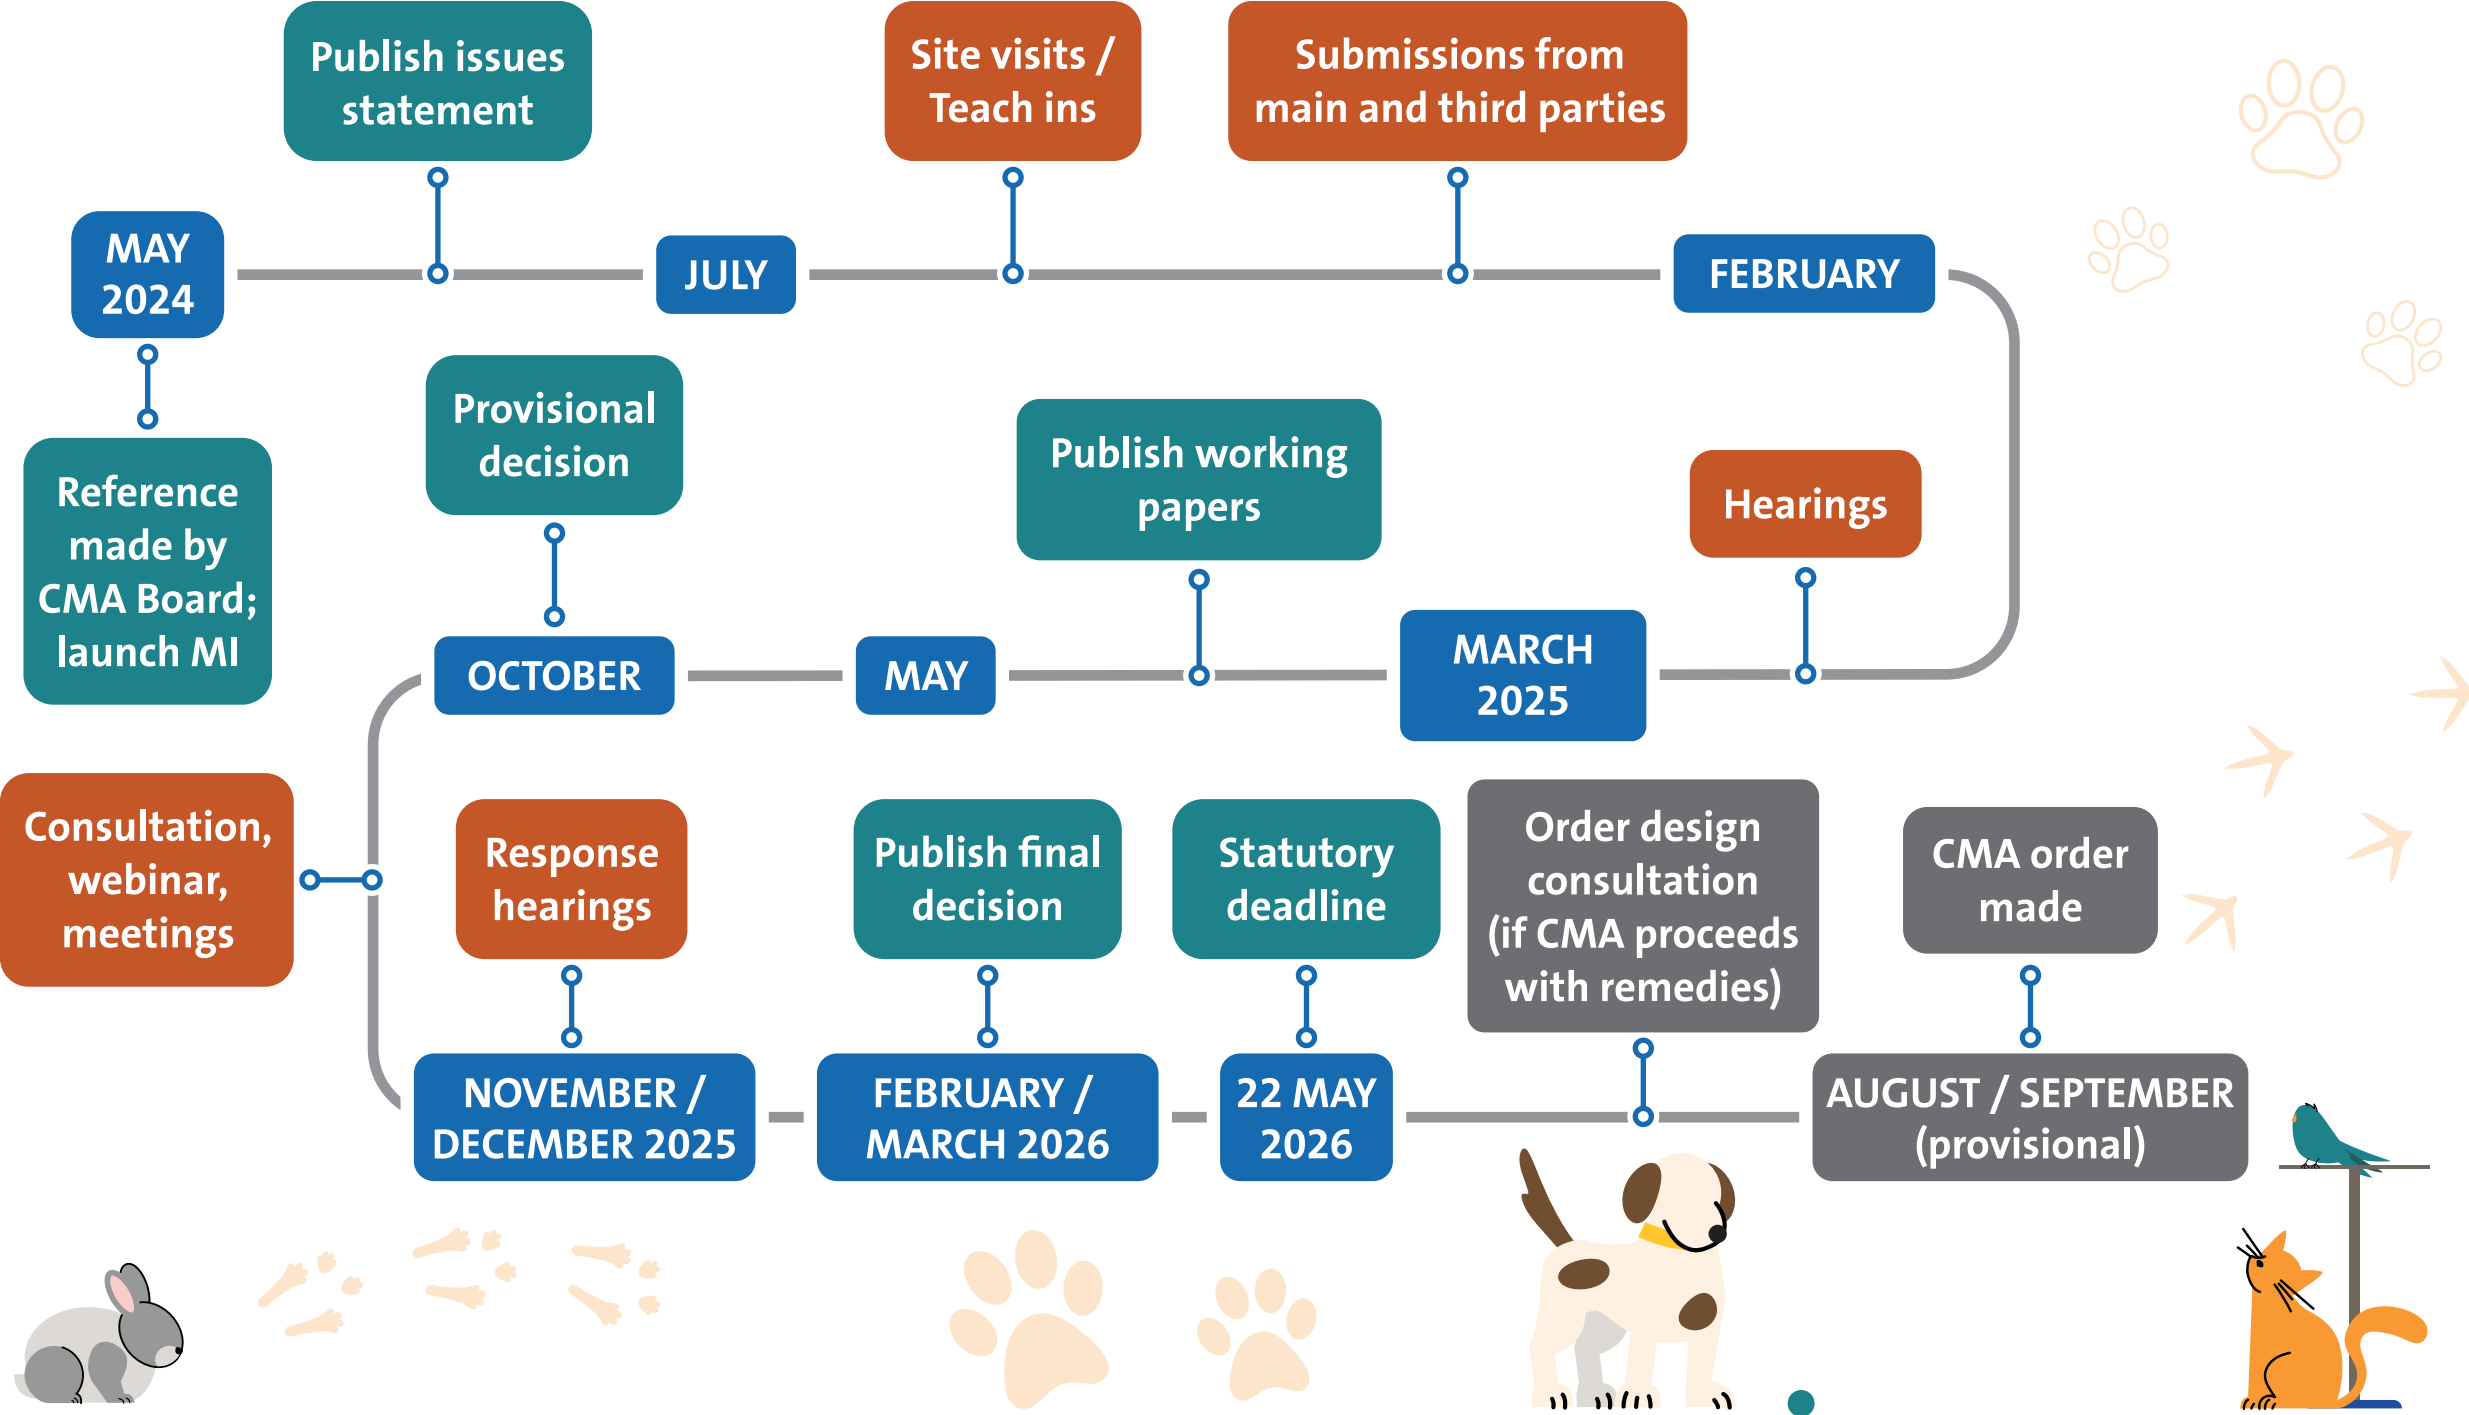 Publish issues
statement
Site visits /
Teach ins
Submissions from
main and third parties
MAY
2024
JULY
FEBRUARY
Reference
made by
CMA Board;
launch MI
Provisional
decision
Publish working
papers
Hearings
OCTOBER
MAY
MARCH
2025
Consultation,
webinar,
meetings
Response
hearings
Publish final
decision
Statutory
deadline
Order design
consultation
(if CMA proceeds
with remedies)
CMA order
made
NOVEMBER /
DECEMBER 2025
FEBRUARY /
MARCH 2026
22 MAY
2026
AUGUST / SEPTEMBER
(provisional)